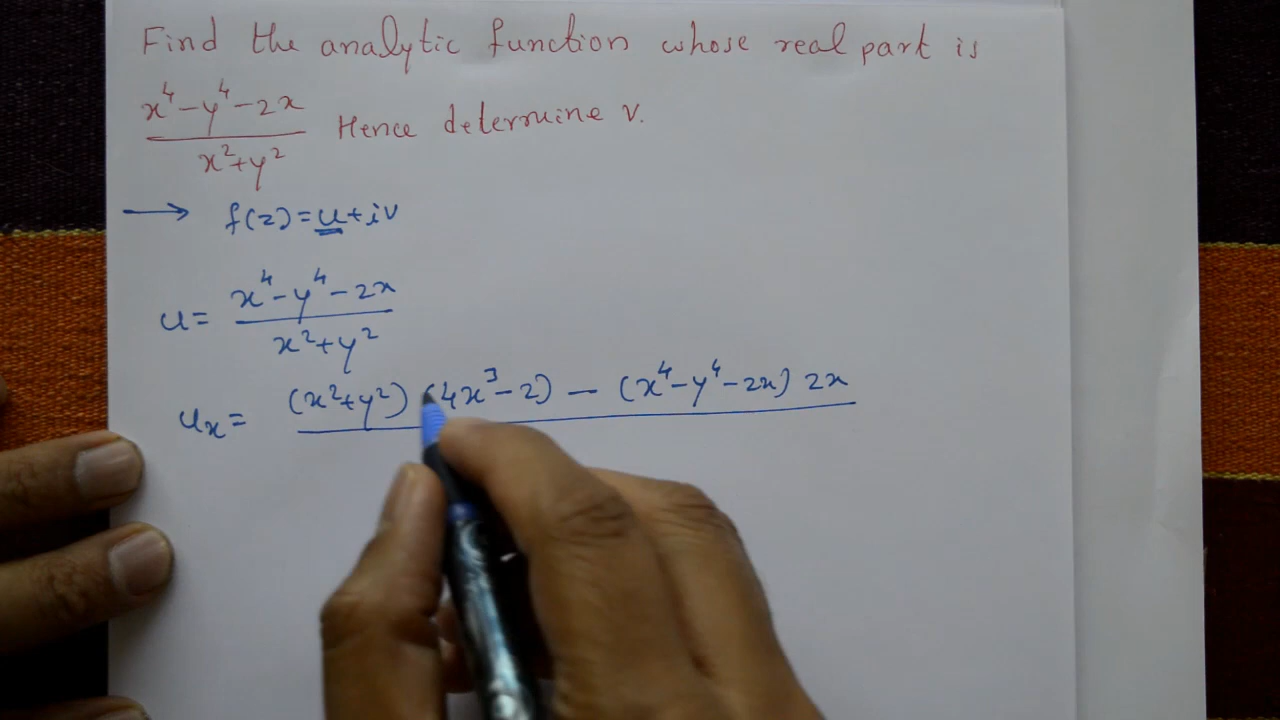 Find the analytic function whose real part is
x⁴-y⁴-2x / x²+y² Hence determine v.
→ f(z)=u+iv
u= x⁴-y⁴-2x / x²+y²
uₓ= (x²+y²) (4x³-2) - (x⁴-y⁴-2x) 2x